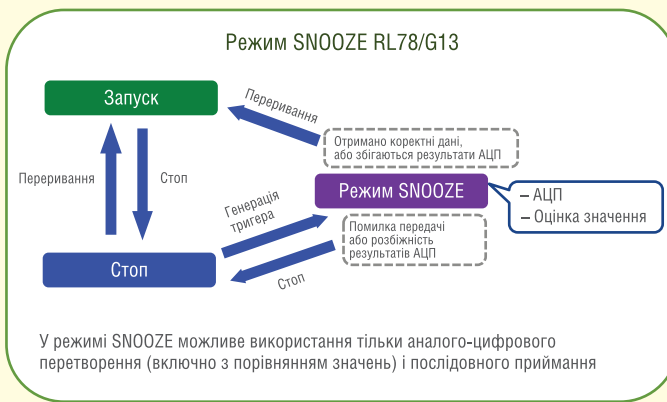 Режим SNOOZE RL78/G13
Запуск
Переривання
Отримано коректні дані,
або збігаються результати АЦП
Переривання
Стоп
Генерація
тригера
Режим SNOOZE
– АЦП
– Оцінка значення
Помилка передачі
або розбіжність
результатів АЦП
Стоп
Стоп
У режимі SNOOZE можливе використання тільки аналого-цифрового
перетворення (включно з порівнянням значень) і послідовного приймання